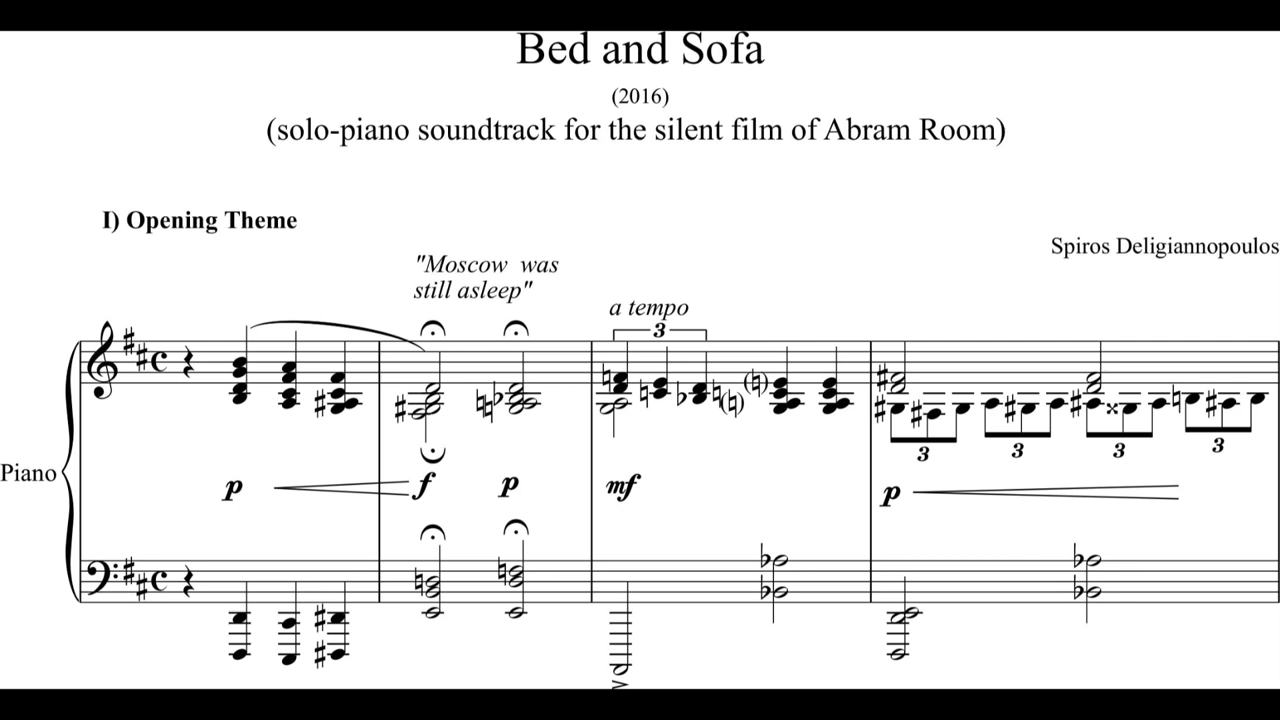 Bed and Sofa
(2016)
(solo-piano soundtrack for the silent film of Abram Room)
I) Opening Theme
Spiros Deligiannopoulos
"Moscow was
still asleep"
a tempo
3
Piano
p f p mf p
3 3 3 3